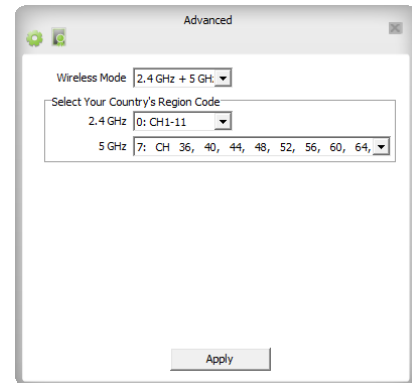 Advanced
Wireless Mode 2.4 GHz + 5 GH
Select Your Country's Region Code
2.4 GHz 0: CH1-11
5 GHz 7: CH 36, 40, 44, 48, 52, 56, 60, 64,
Apply